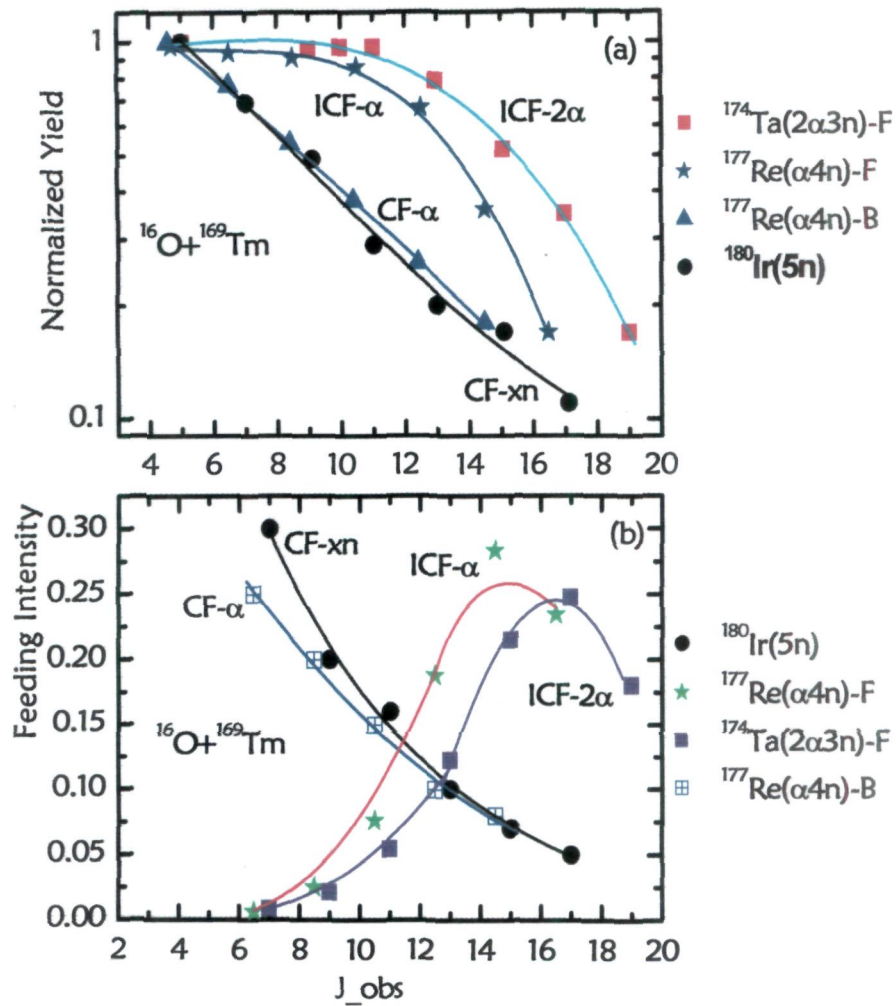 (a)
1
0.1
Normalized Yield
ICF-α
ICF-2α
CF-α
¹⁶O+¹⁶⁹Tm
CF-xn
4 6 8 10 12 14 16 18 20
¹⁷⁴Ta(2α3n)-F
¹⁷⁷Re(α4n)-F
¹⁷⁷Re(α4n)-B
¹⁸⁰Ir(5n)
(b)
0.30
0.25
0.20
0.15
0.10
0.05
0.00
Feeding Intensity
CF-xn
ICF-α
CF-α
ICF-2α
¹⁶O+¹⁶⁹Tm
2 4 6 8 10 12 14 16 18 20
J_obs
¹⁸⁰Ir(5n)
¹⁷⁷Re(α4n)-F
¹⁷⁴Ta(2α3n)-F
¹⁷⁷Re(α4n)-B